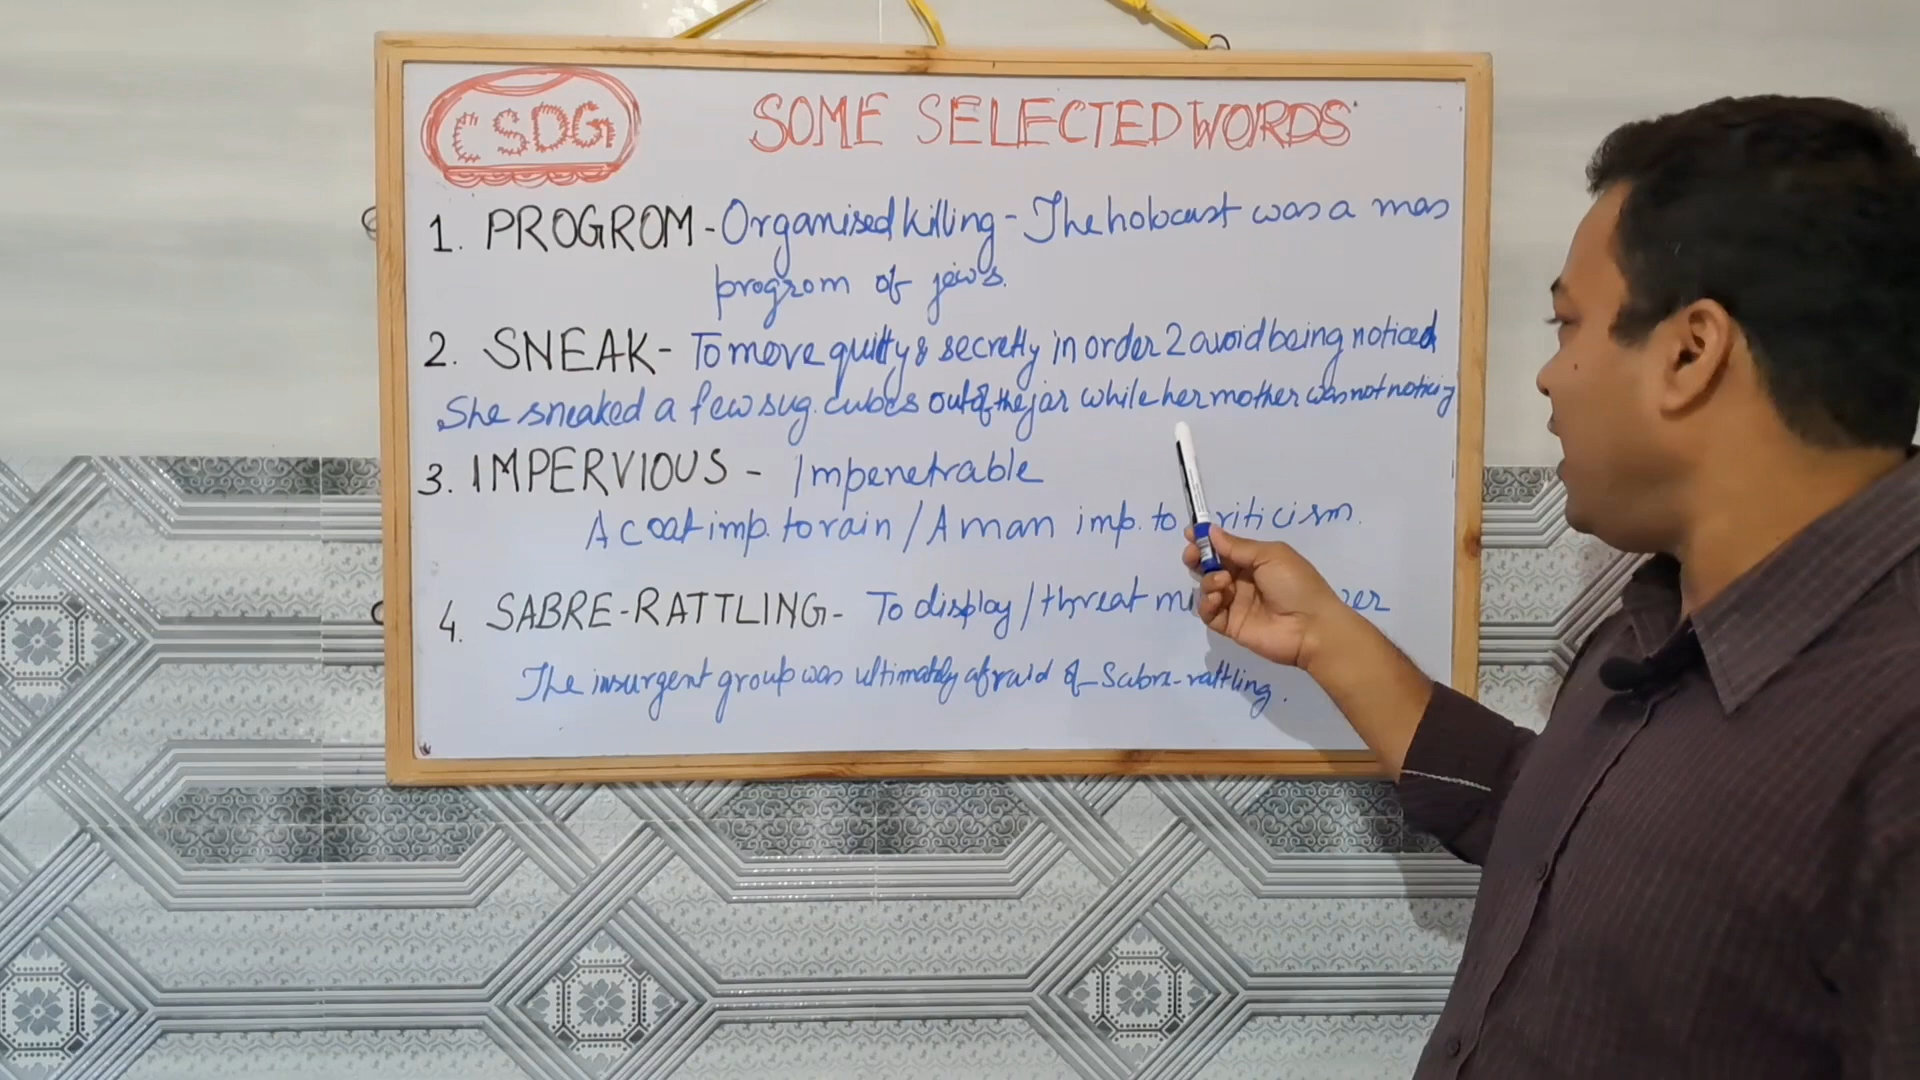 CSDG
SOME SELECTED WORDS
1. PROGROM - Organised killing - The holocust was a mas
progrom of jews.
2. SNEAK - To move quitly & secretly in order 2 avoid being noticed
She sneaked a few sug. cubes out of the jar while her mother was not noticig
3. IMPERVIOUS - Impenetrable
A coat imp. to rain / A man imp. to criticism.
4. SABRE-RATTLING - To display / threat
The insurgent group was ultimately afraid of Sabre-rattling.